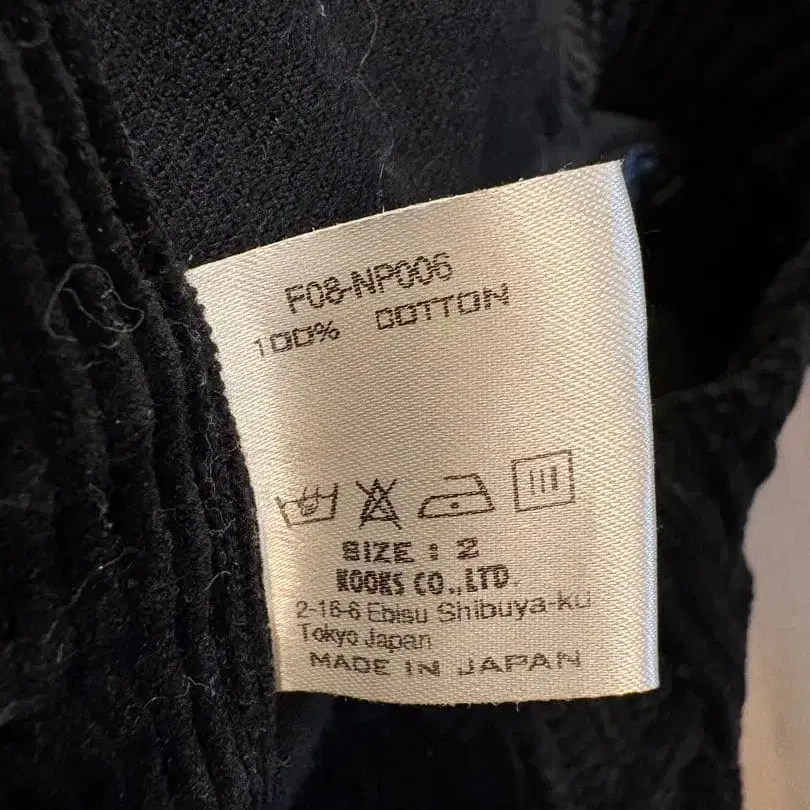 F08-NP006
100% COTTON
SIZE : 2
KOOKS CO.,LTD.
2-16-6 Ebisu Shibuya-ku
Tokyo Japan
MADE IN JAPAN